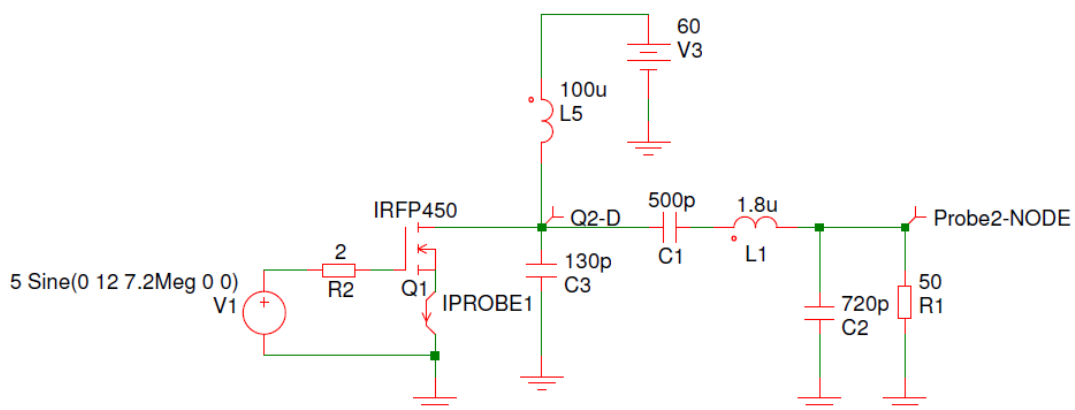 60
V3
100u
L5
IRFP450
Q2-D
500p
C1
1.8u
L1
Probe2-NODE
5 Sine(0 12 7.2Meg 0 0)
V1
2
R2
Q1
IPROBE1
130p
C3
720p
C2
50
R1